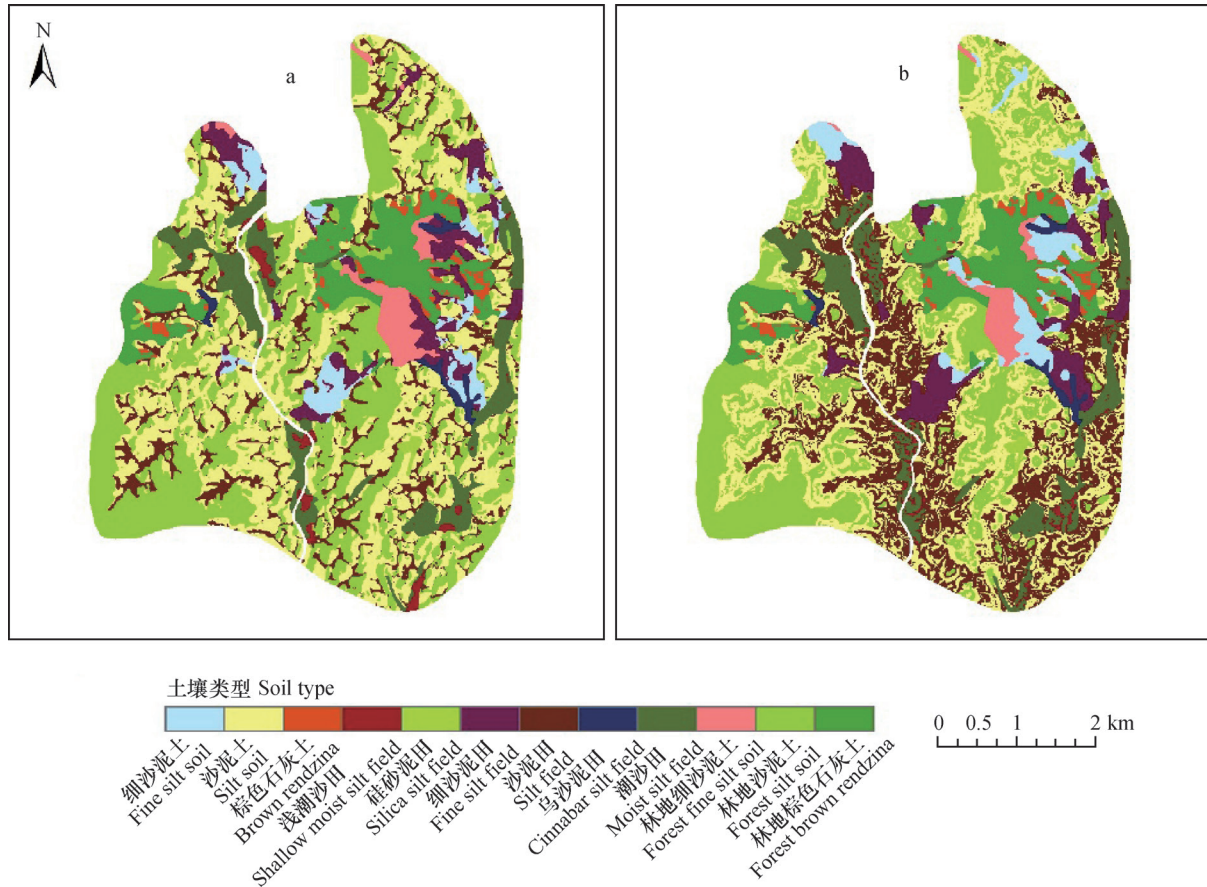 N
a
b
土壤类型 Soil type
细沙泥土
Fine silt soil
沙泥土
Silt soil
棕色石灰土
Brown rendzina
浅潮沙田
Shallow moist silt field
硅砂泥田
Silica silt field
细沙泥田
Fine silt field
沙泥田
Silt field
乌沙泥田
Cinnabar silt field
潮沙田
Moist silt field
林地细沙泥土
Forest fine silt soil
林地沙泥土
Forest silt soil
林地棕色石灰土
Forest brown rendzina
0 0.5 1 2 km